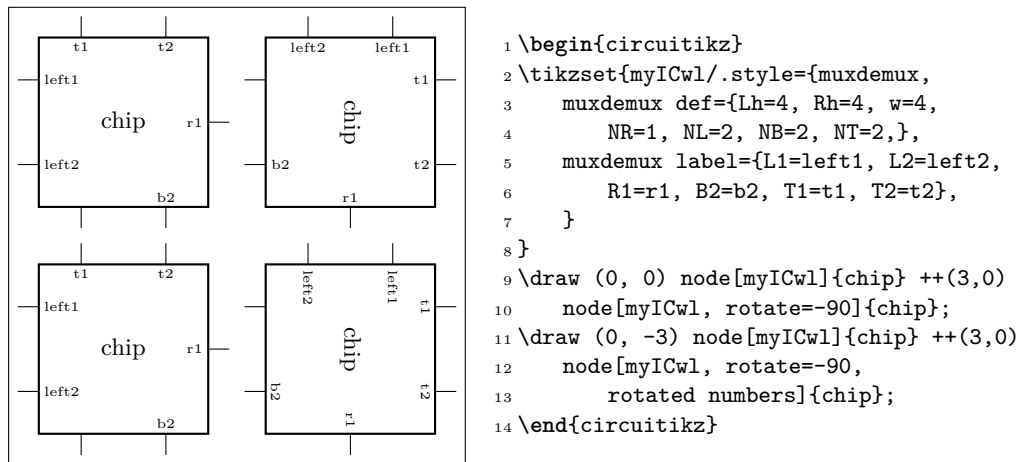 t1 t2
left1
chip
r1
left2
b2
left2 left1
t1
chip
b2
t2
r1
t1 t2
left1
chip
r1
left2
b2
left2 left1
t1
chip
b2
t2
r1
1 \begin{circuitikz}
2 \tikzset{myICwl/.style={muxdemux,
3 muxdemux def={Lh=4, Rh=4, w=4,
4 NR=1, NL=2, NB=2, NT=2,},
5 muxdemux label={L1=left1, L2=left2,
6 R1=r1, B2=b2, T1=t1, T2=t2},
7 }
8 }
9 \draw (0, 0) node[myICwl]{chip} ++(3,0)
10 node[myICwl, rotate=-90]{chip};
11 \draw (0, -3) node[myICwl]{chip} ++(3,0)
12 node[myICwl, rotate=-90,
13 rotated numbers]{chip};
14 \end{circuitikz}